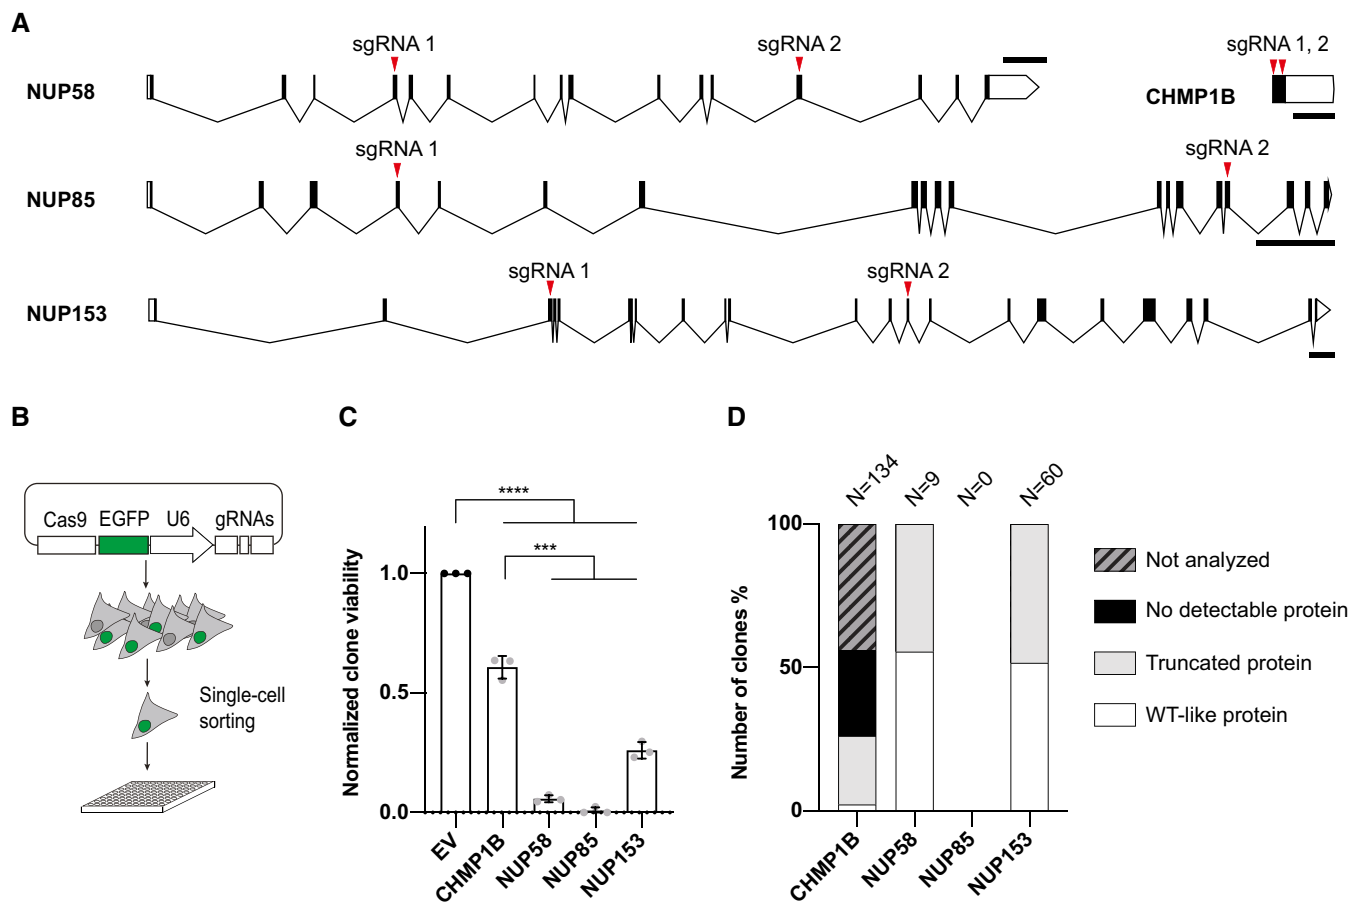 A
sgRNA 1
sgRNA 2
sgRNA 1, 2
NUP58
CHMP1B
sgRNA 1
sgRNA 2
NUP85
sgRNA 1
sgRNA 2
NUP153
B
Cas9 EGFP U6 gRNAs
Single-cell
sorting
C
Normalized clone viability
1.0
0.5
0.0
****
***
EV
CHMP1B
NUP58
NUP85
NUP153
D
Number of clones %
100
50
0
N=134
N=9
N=0
N=60
CHMP1B
NUP58
NUP85
NUP153
Not analyzed
No detectable protein
Truncated protein
WT-like protein